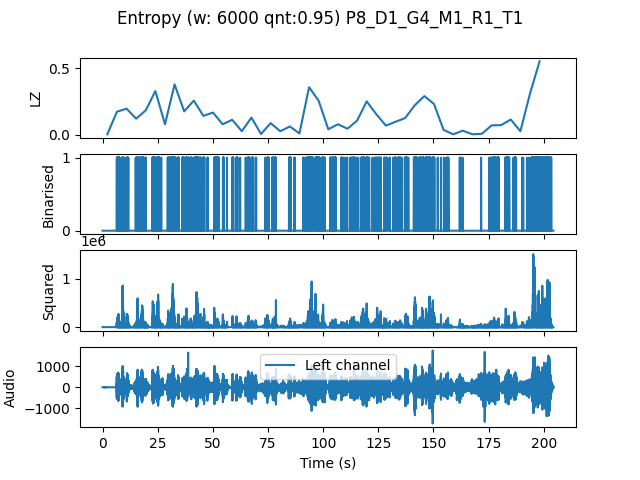 Entropy (w: 6000 qnt:0.95) P8_D1_G4_M1_R1_T1
0.5
0.0
LZ
1
0
Binarised
1e6
1
0
Squared
1000
0
−1000
Audio
Left channel
0 25 50 75 100 125 150 175 200
Time (s)